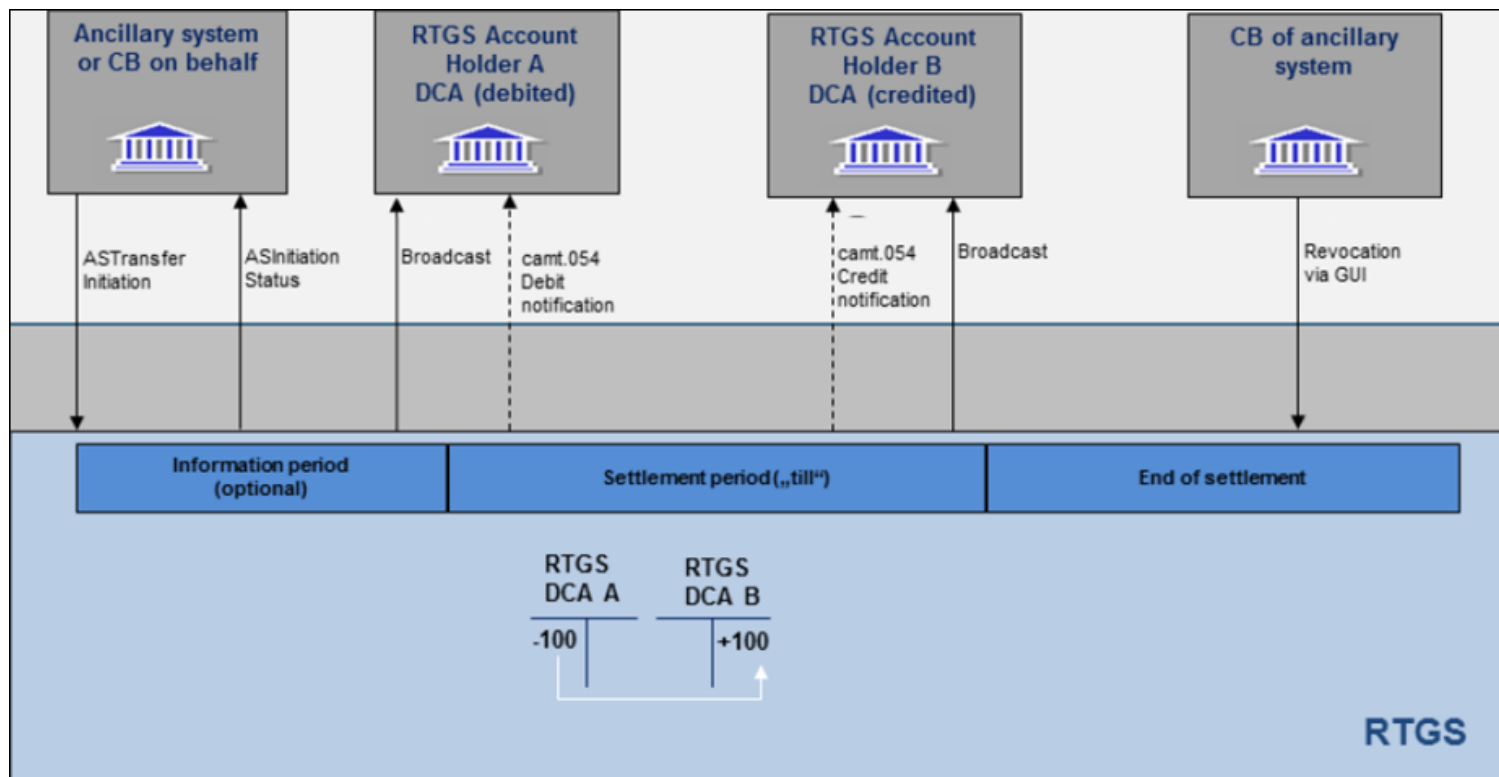 Ancillary system
or CB on behalf
RTGS Account
Holder A
DCA (debited)
RTGS Account
Holder B
DCA (credited)
CB of ancillary
system
ASTransfer
Initiation
ASInitiation
Status
Broadcast
camt.054
Debit
notification
camt.054
Credit
notification
Broadcast
Revocation
via GUI
Information period
(optional)
Settlement period („till“)
End of settlement
RTGS
DCA A
RTGS
DCA B
-100
+100
RTGS